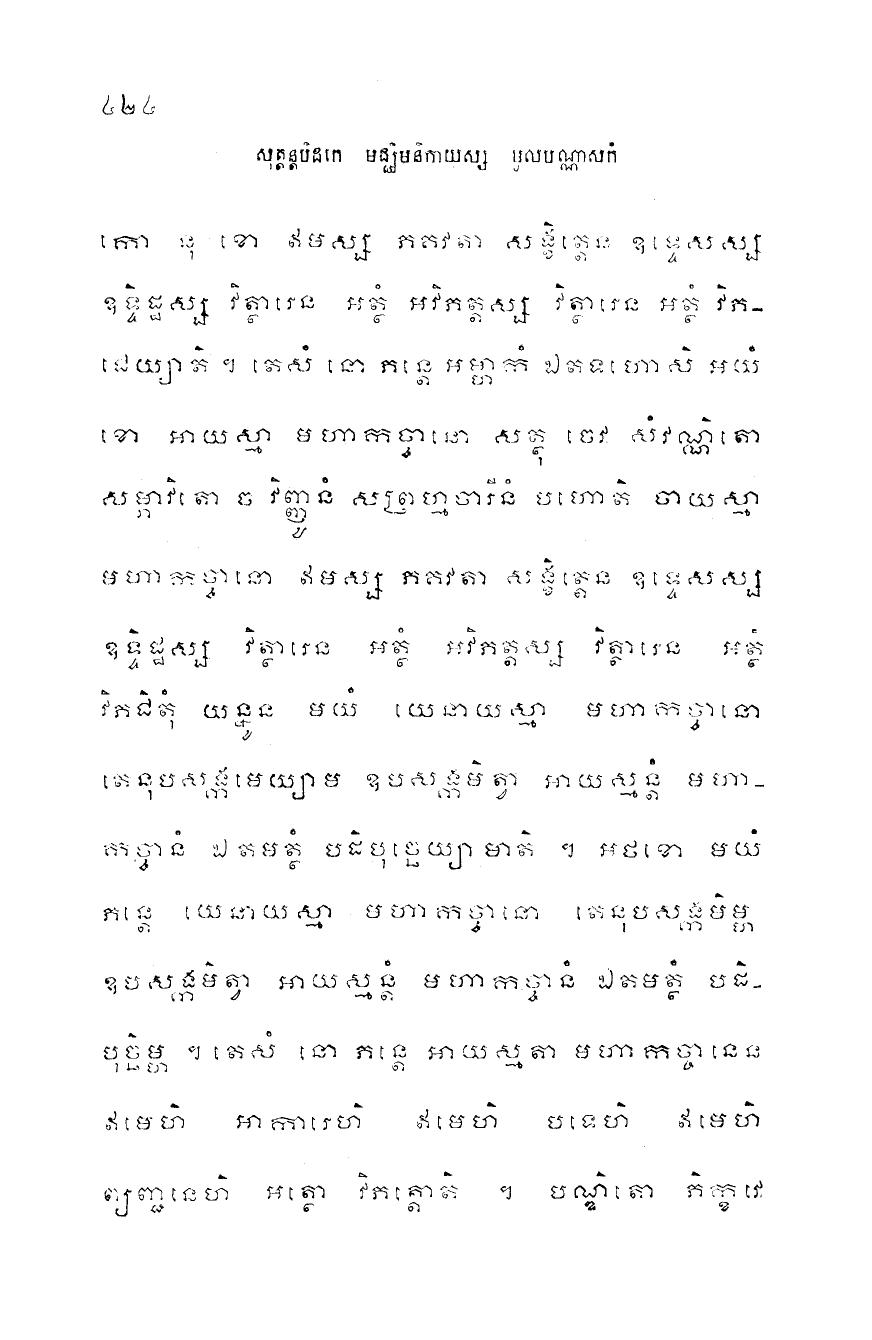 ៤២៤
សុត្តន្តបិដកេ មជ្ឈិមនិកាយស្ស មូលបណ្ណាសកំ
កោ នុ ខោ ឥមស្ស ភគវតា សង្ខិត្តេន ឧទ្ទេសស្ស
ឧទ្ទិដ្ឋស្ស វិត្ថារេន អត្ថំ អវិភត្តស្ស វិត្ថារេន អត្ថំ វិភ-
ជេយ្យាតិ ។ តេសំ នោ ភន្តេ អម្ហាកំ ឯតទហោសិ អយំ
ខោ អាយស្មា មហាកច្ចានោ សត្ថុ ចេវ សំវណ្ណិតោ
សម្ភាវិតោ ច វិញ្ញូនំ សព្រហ្មចារីនំ បហោតិ ចាយស្មា
មហាកច្ចានោ ឥមស្ស ភគវតា សង្ខិត្តេន ឧទ្ទេសស្ស
ឧទ្ទិដ្ឋស្ស វិត្ថារេន អត្ថំ អវិភត្តស្ស វិត្ថារេន អត្ថំ
វិភជិតុំ យន្នូន មយំ យេនាយស្មា មហាកច្ចានោ
តេនុបសង្កមេយ្យាម ឧបសង្កមិត្វា អាយស្មន្តំ មហា-
កច្ចានំ ឯតមត្ថំ បដិបុច្ឆេយ្យាមាតិ ។ អថខោ មយំ
ភន្តេ យេនាយស្មា មហាកច្ចានោ តេនុបសង្កមិម្ហ
ឧបសង្កមិត្វា អាយស្មន្តំ មហាកច្ចានំ ឯតមត្ថំ បដិ-
បុច្ឆិម្ហ ។ តេសំ នោ ភន្តេ អាយស្មតា មហាកច្ចានេន
ឥមេហិ អាការេហិ ឥមេហិ បទេហិ ឥមេហិ
ព្យញ្ជនេហិ អត្ថោ វិភត្តោតិ ។ បណ្ឌិតោ ភិក្ខវេ